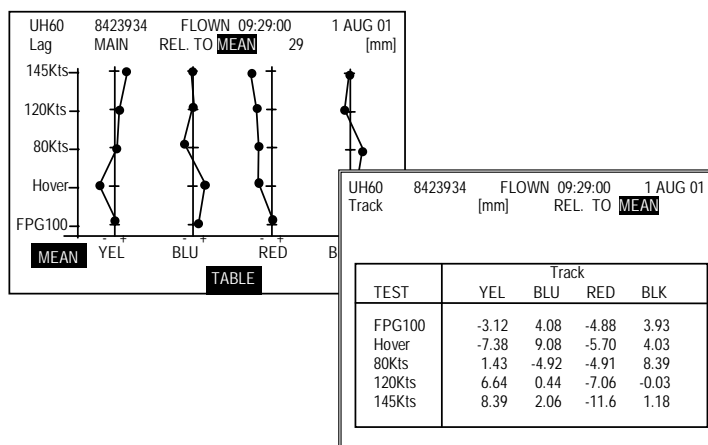 UH60 8423934 FLOWN 09:29:00 1 AUG 01
Lag MAIN REL. TO MEAN 29 [mm]
145Kts
120Kts
80Kts
Hover
FPG100
- + - + - +
MEAN YEL BLU RED B
TABLE
UH60 8423934 FLOWN 09:29:00 1 AUG 01
Track [mm] REL. TO MEAN
Track
TEST YEL BLU RED BLK
FPG100 -3.12 4.08 -4.88 3.93
Hover -7.38 9.08 -5.70 4.03
80Kts 1.43 -4.92 -4.91 8.39
120Kts 6.64 0.44 -7.06 -0.03
145Kts 8.39 2.06 -11.6 1.18